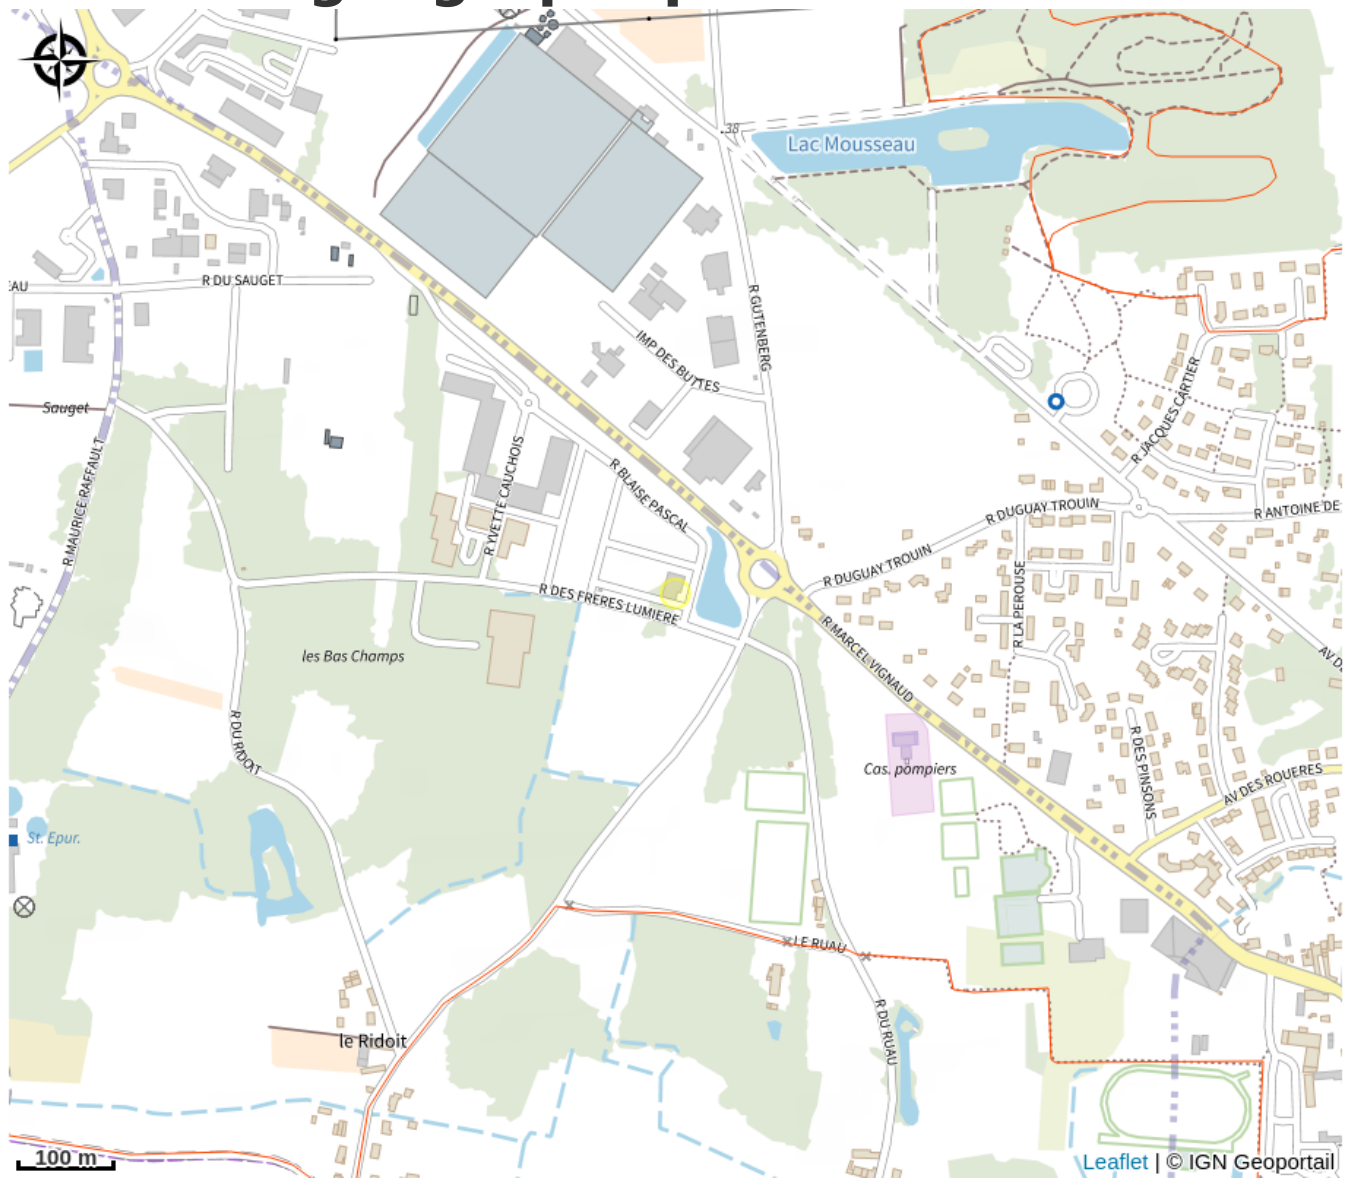 38
Lac Mousseau
R DU SAUGET
EAU
R GUTENBERG
IMP DES BUTTES
R JACQUES CARTIER
Sauget
R MAURICE RAFFAULT
R YVETTE CAUCHOIS
R BLAISE PASCAL
R DUGUAY TROUIN
R ANTOINE DE
R DUGUAY TROUIN
R DES FRERES LUMIERE
R LA PEROUSE
R MARCEL VIGNAUD
AV D
les Bas Champs
R DU RIDOIT
R DES PINSONS
Cas. pompiers
AV DES ROUERES
St. Epur.
LE RUAU
R DU RUAU
le Ridoit
100 m
Leaflet | © IGN Geoportail